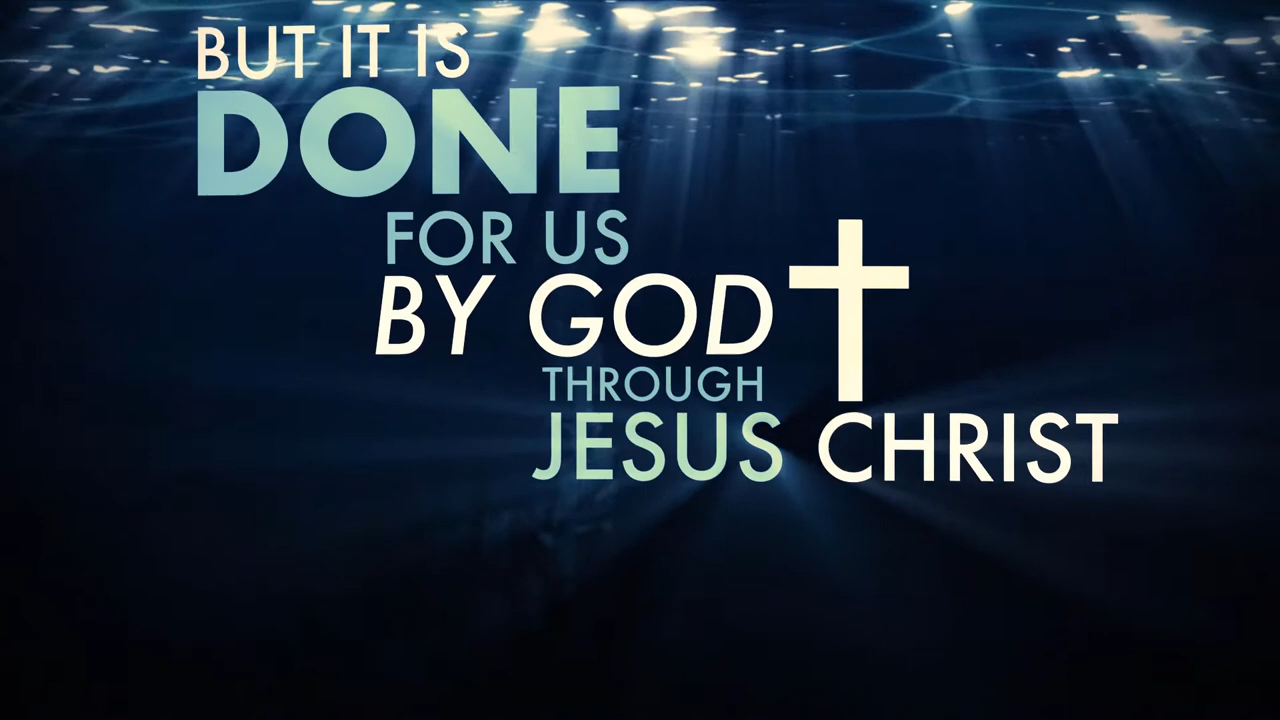 BUT IT IS
DONE
FOR US
BY GOD
THROUGH
JESUS CHRIST